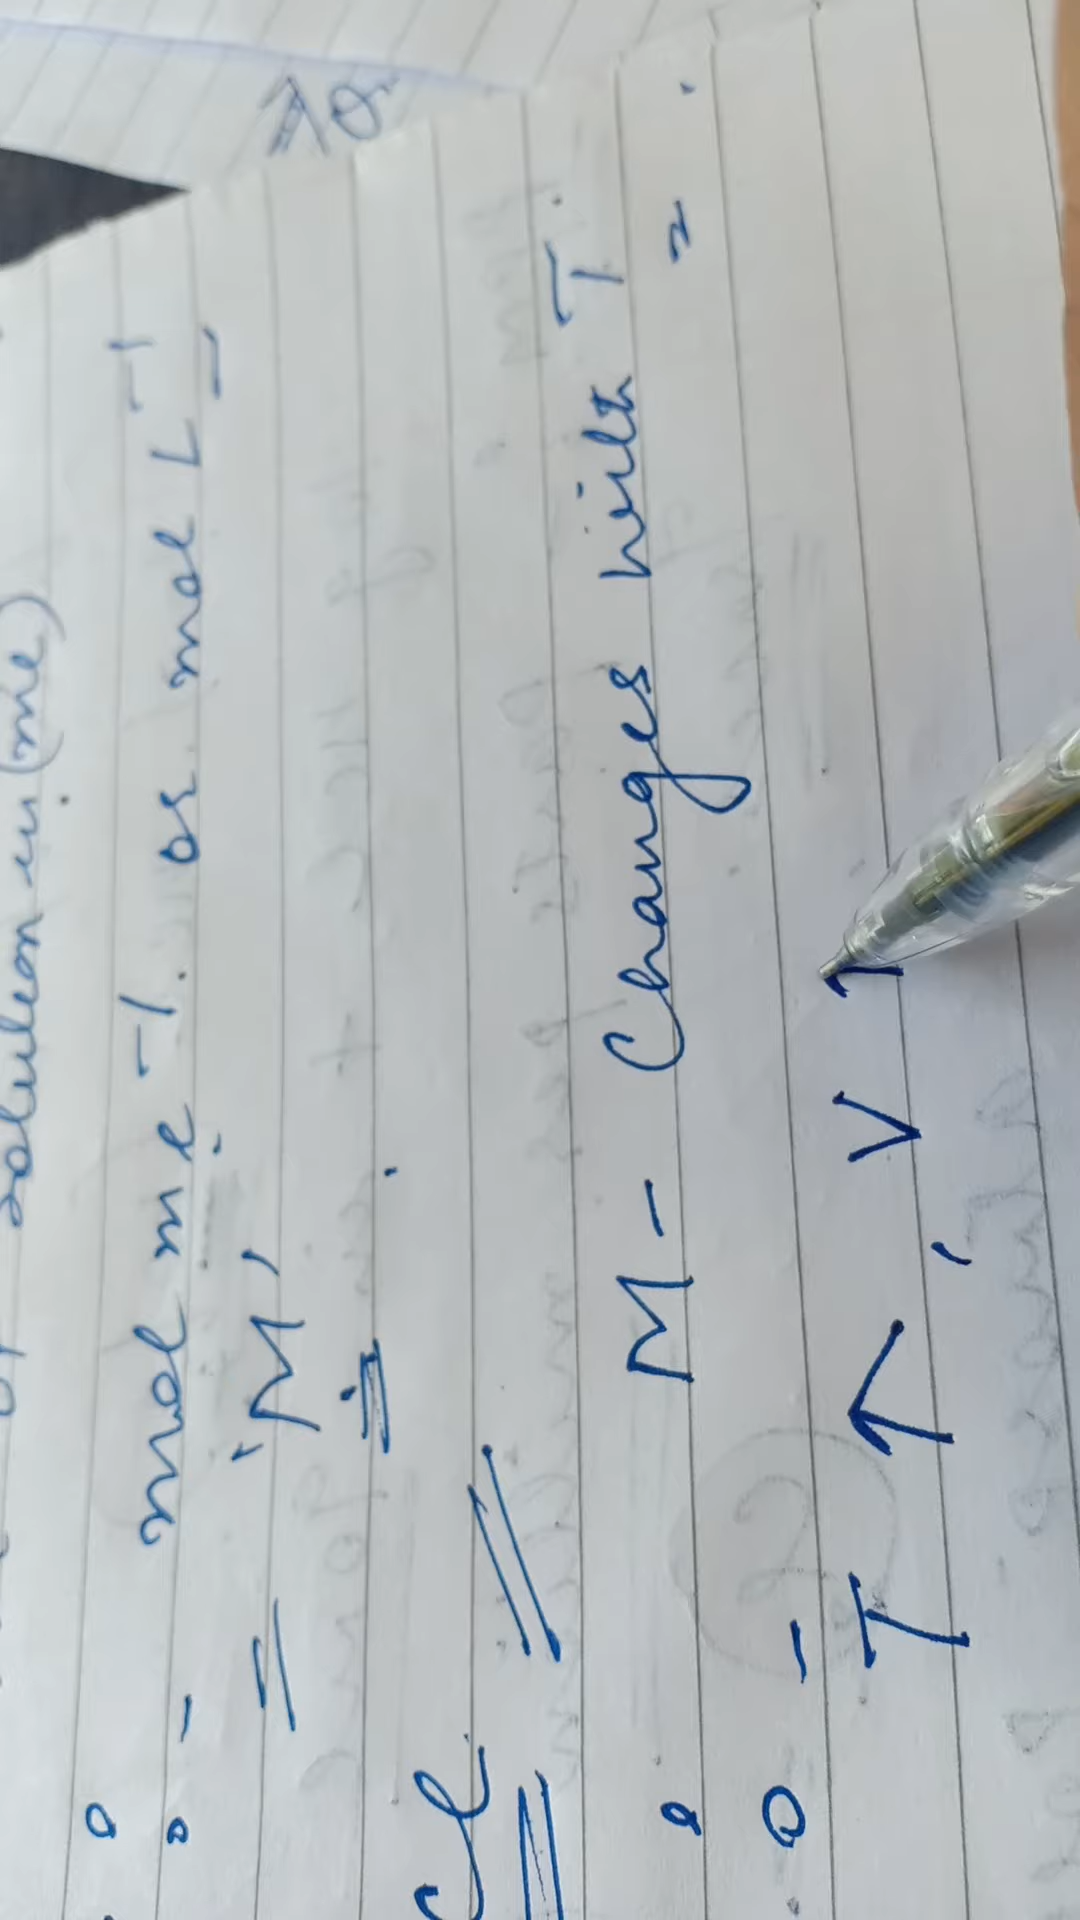 solution in (ml)
mol ml⁻¹. or mol L⁻¹
= 'M'
M - Changes with T.
T ↑, V